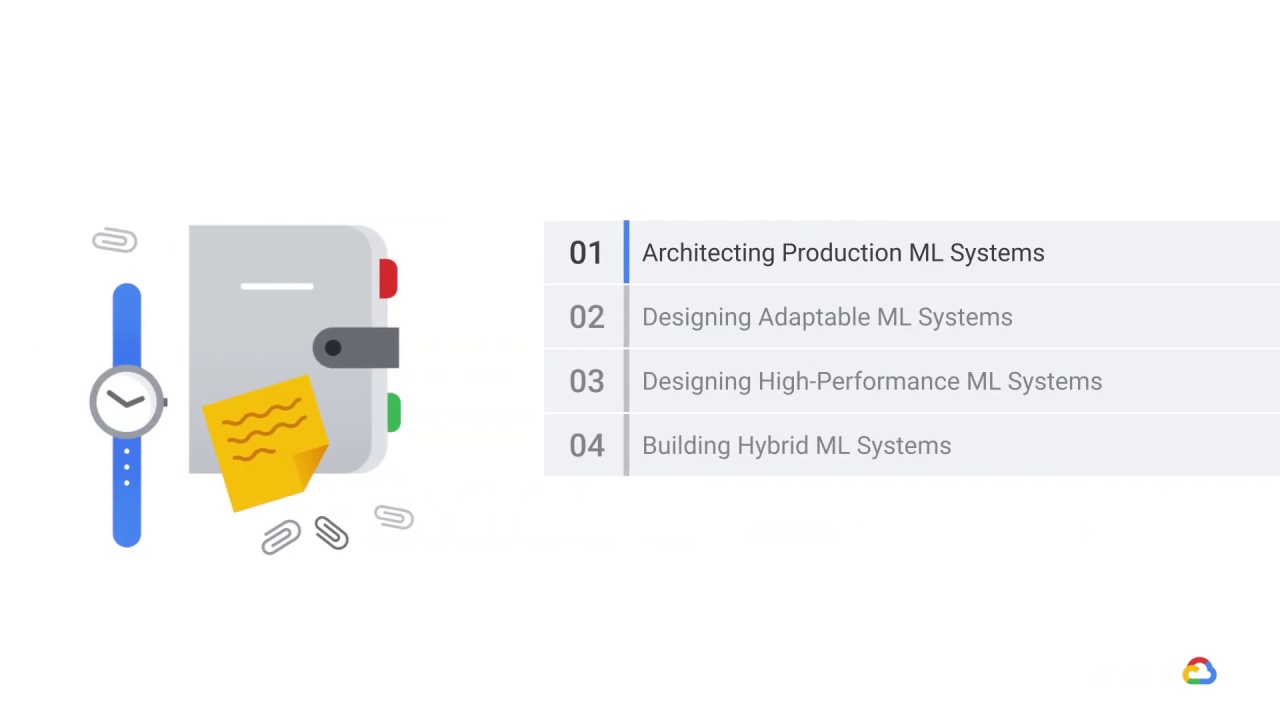 01 Architecting Production ML Systems
02 Designing Adaptable ML Systems
03 Designing High-Performance ML Systems
04 Building Hybrid ML Systems